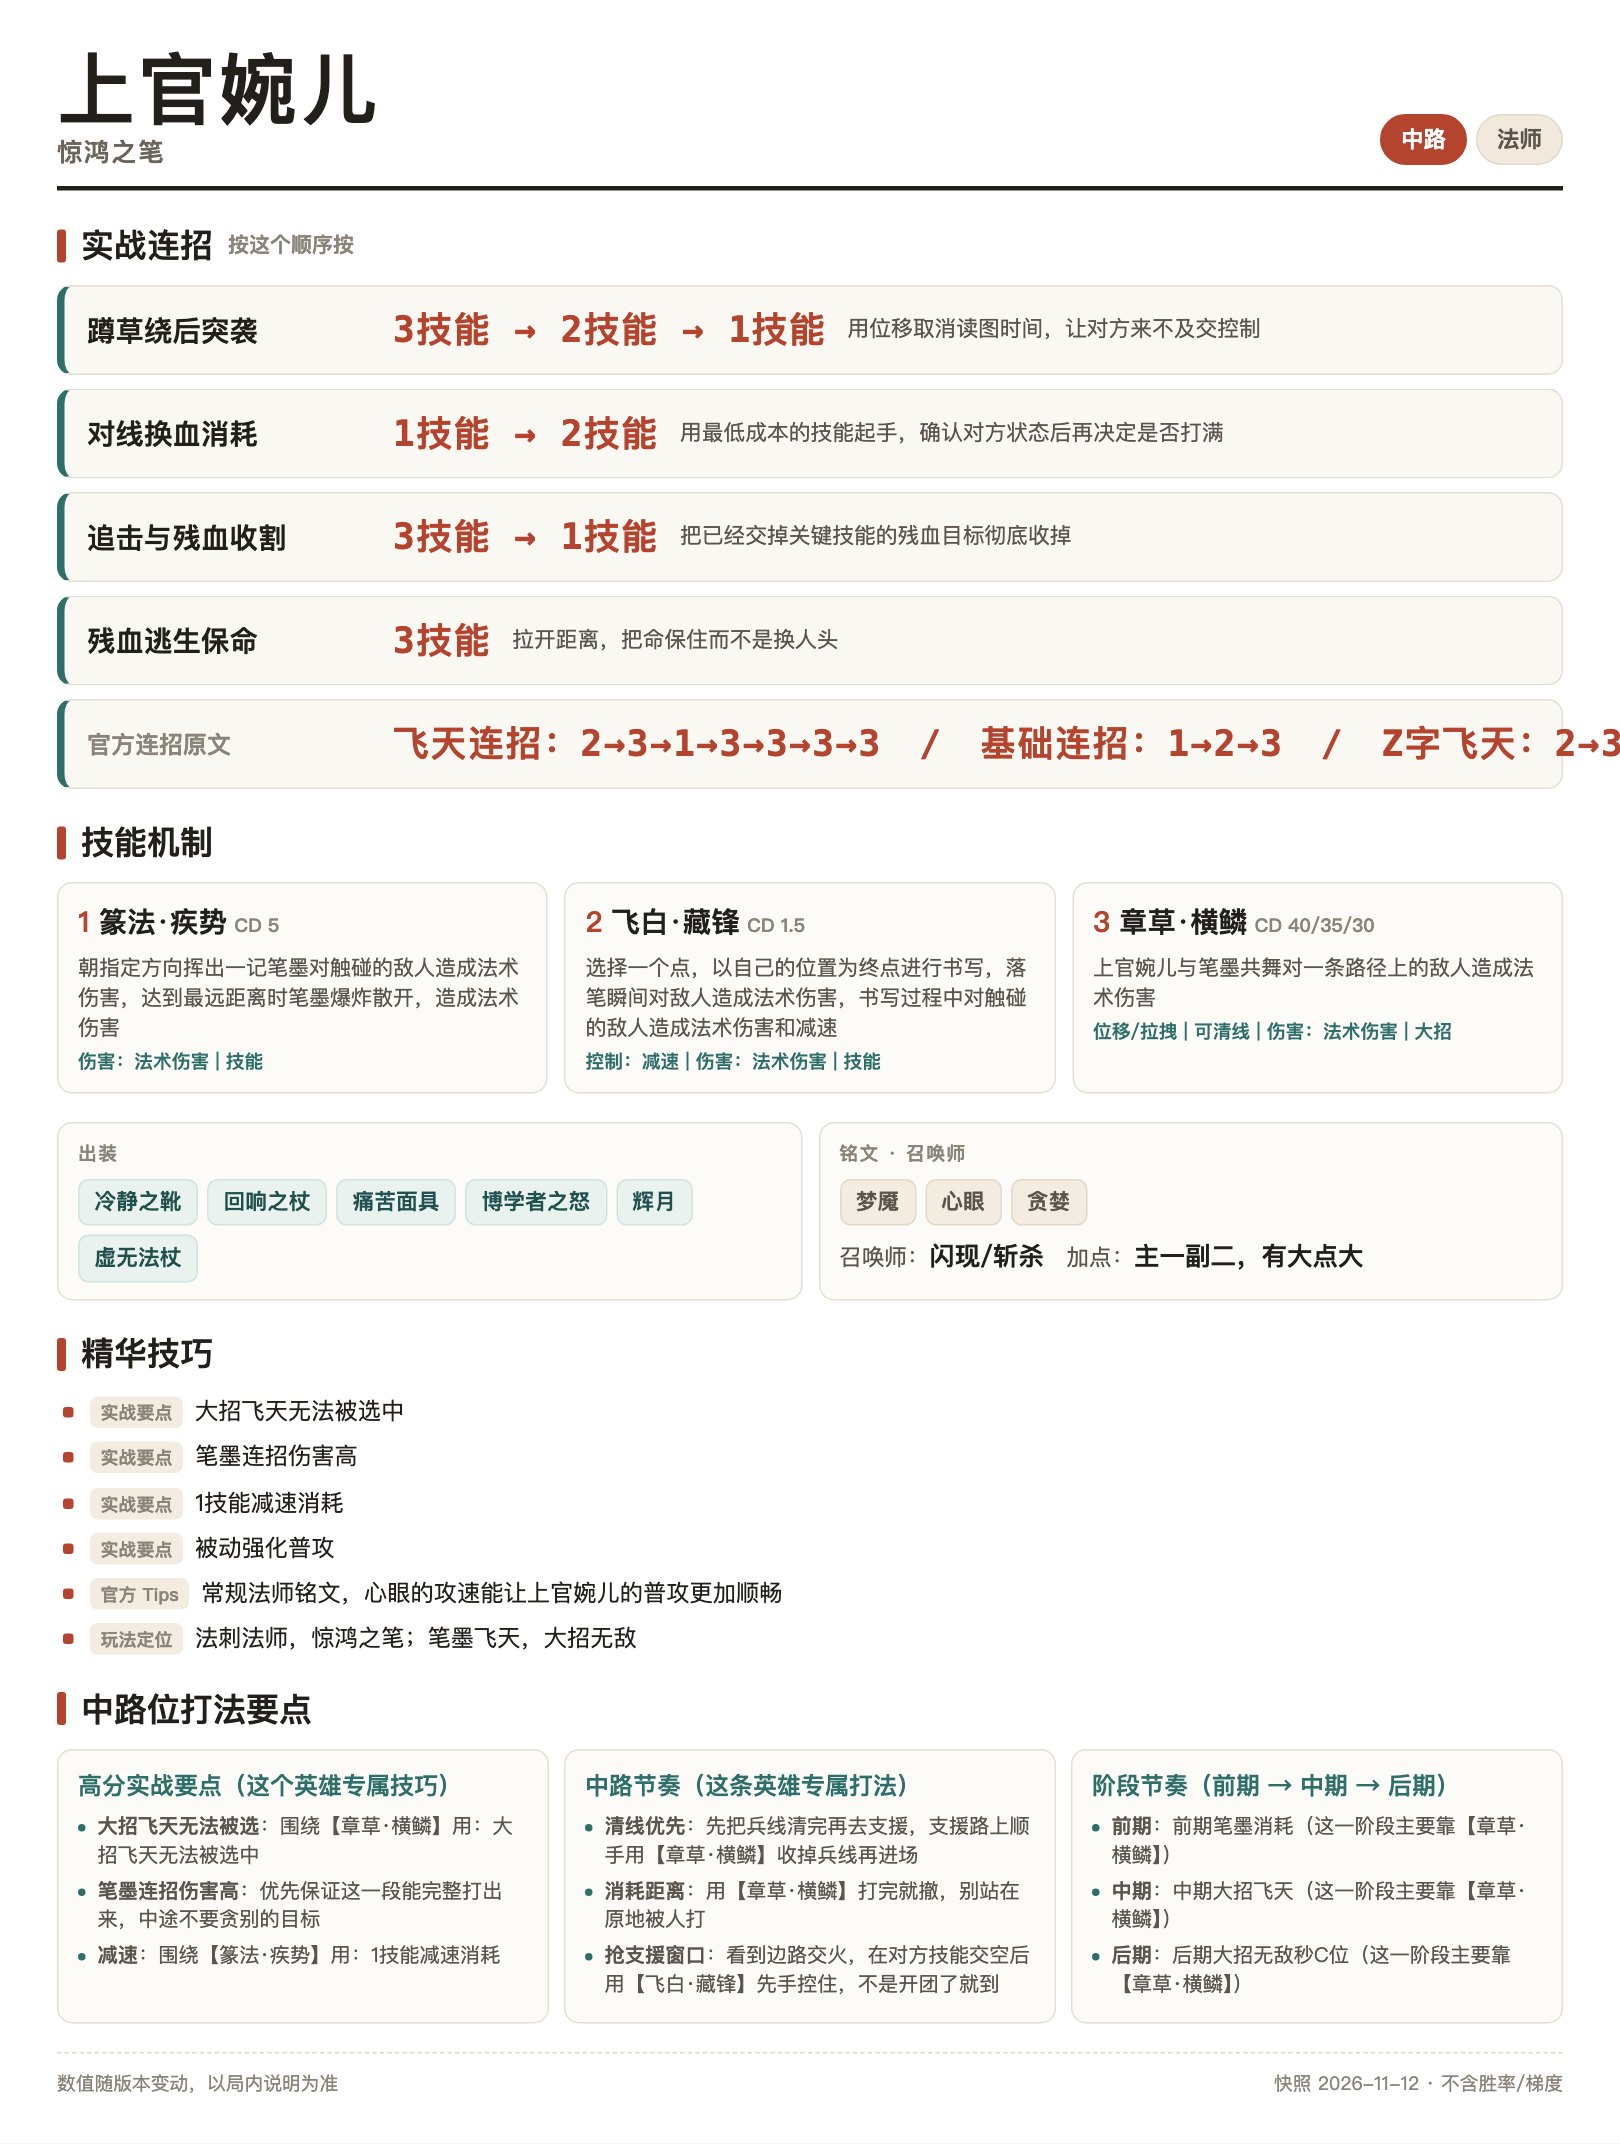 上官婉儿
惊鸿之笔
中路
法师
实战连招 按这个顺序按
蹲草绕后突袭 3技能 → 2技能 → 1技能 用位移取消读图时间，让对方来不及交控制
对线换血消耗 1技能 → 2技能 用最低成本的技能起手，确认对方状态后再决定是否打满
追击与残血收割 3技能 → 1技能 把已经交掉关键技能的残血目标彻底收掉
残血逃生保命 3技能 拉开距离，把命保住而不是换人头
官方连招原文 飞天连招：2→3→1→3→3→3→3 / 基础连招：1→2→3 / Z字飞天：2→3
技能机制
1 篆法·疾势 CD 5
朝指定方向挥出一记笔墨对触碰的敌人造成法术
伤害，达到最远距离时笔墨爆炸散开，造成法术
伤害
伤害：法术伤害 | 技能
2 飞白·藏锋 CD 1.5
选择一个点，以自己的位置为终点进行书写，落
笔瞬间对敌人造成法术伤害，书写过程中对触碰
的敌人造成法术伤害和减速
控制：减速 | 伤害：法术伤害 | 技能
3 章草·横鳞 CD 40/35/30
上官婉儿与笔墨共舞对一条路径上的敌人造成法
术伤害
位移/拉拽 | 可清线 | 伤害：法术伤害 | 大招
出装
冷静之靴 回响之杖 痛苦面具 博学者之怒 辉月
虚无法杖
铭文 · 召唤师
梦魇 心眼 贪婪
召唤师：闪现/斩杀 加点：主一副二，有大点大
精华技巧
实战要点 大招飞天无法被选中
实战要点 笔墨连招伤害高
实战要点 1技能减速消耗
实战要点 被动强化普攻
官方 Tips 常规法师铭文，心眼的攻速能让上官婉儿的普攻更加顺畅
玩法定位 法刺法师，惊鸿之笔；笔墨飞天，大招无敌
中路位打法要点
高分实战要点（这个英雄专属技巧）
大招飞天无法被选：围绕【章草·横鳞】用：大
招飞天无法被选中
笔墨连招伤害高：优先保证这一段能完整打出
来，中途不要贪别的目标
减速：围绕【篆法·疾势】用：1技能减速消耗
中路节奏（这条英雄专属打法）
清线优先：先把兵线清完再去支援，支援路上顺
手用【章草·横鳞】收掉兵线再进场
消耗距离：用【章草·横鳞】打完就撤，别站在
原地被人打
抢支援窗口：看到边路交火，在对方技能交空后
用【飞白·藏锋】先手控住，不是开团了就到
阶段节奏（前期 → 中期 → 后期）
前期：前期笔墨消耗（这一阶段主要靠【章草·
横鳞】）
中期：中期大招飞天（这一阶段主要靠【章草·
横鳞】）
后期：后期大招无敌秒C位（这一阶段主要靠
【章草·横鳞】）
数值随版本变动，以局内说明为准
快照 2026-11-12 · 不含胜率/梯度